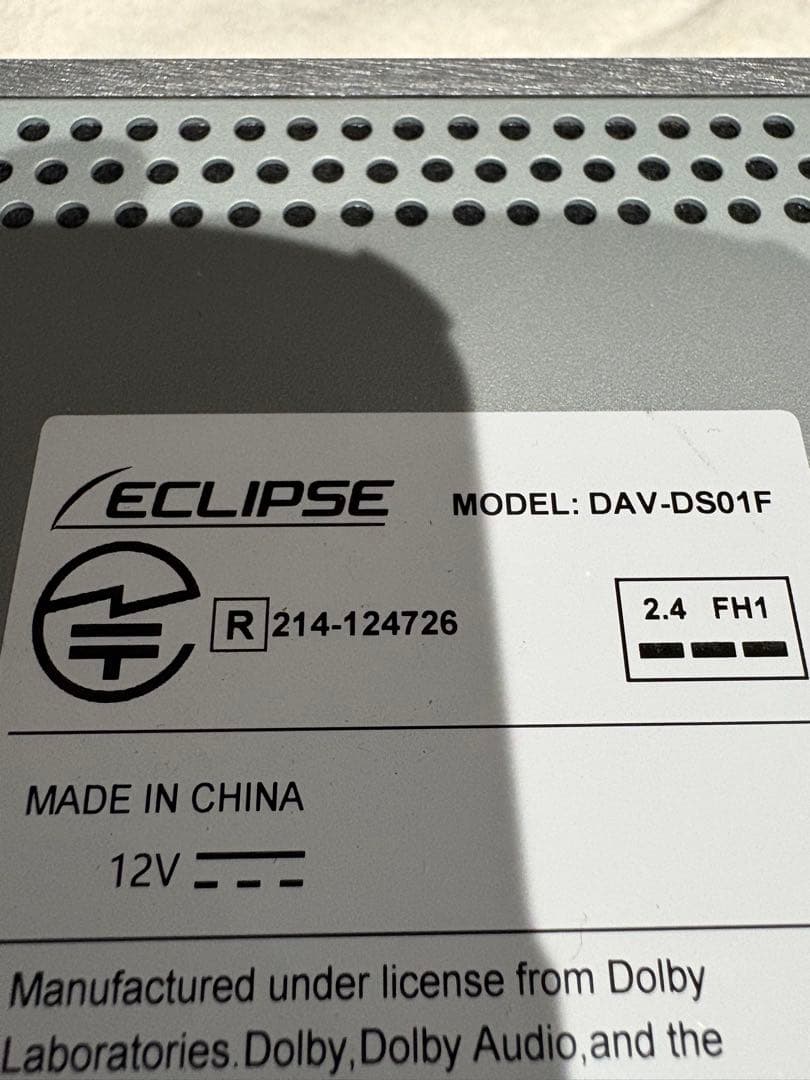 ECLIPSE MODEL: DAV-DS01F
R 214-124726
2.4 FH1
MADE IN CHINA
12V
Manufactured under license from Dolby
Laboratories.Dolby,Dolby Audio,and the